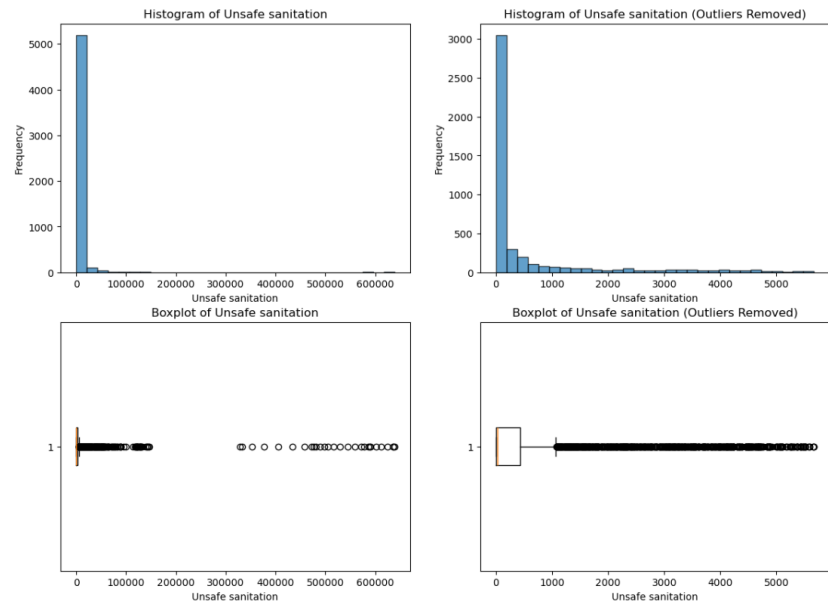 Histogram of Unsafe sanitation
Frequency
5000
4000
3000
2000
1000
0
0 100000 200000 300000 400000 500000 600000
Unsafe sanitation
Histogram of Unsafe sanitation (Outliers Removed)
Frequency
3000
2500
2000
1500
1000
500
0
0 1000 2000 3000 4000 5000
Unsafe sanitation
Boxplot of Unsafe sanitation
1
0 100000 200000 300000 400000 500000 600000
Unsafe sanitation
Boxplot of Unsafe sanitation (Outliers Removed)
1
0 1000 2000 3000 4000 5000
Unsafe sanitation